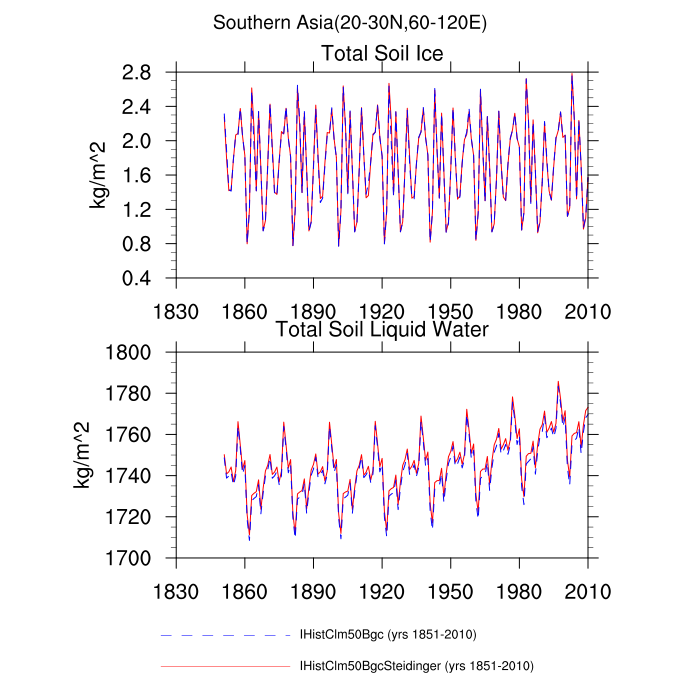 Southern Asia(20-30N,60-120E)
Total Soil Ice
kg/m^2
2.8
2.4
2.0
1.6
1.2
0.8
0.4
1830 1860 1890 1920 1950 1980 2010
Total Soil Liquid Water
kg/m^2
1800
1780
1760
1740
1720
1700
1830 1860 1890 1920 1950 1980 2010
IHistClm50Bgc (yrs 1851-2010)
IHistClm50BgcSteidinger (yrs 1851-2010)